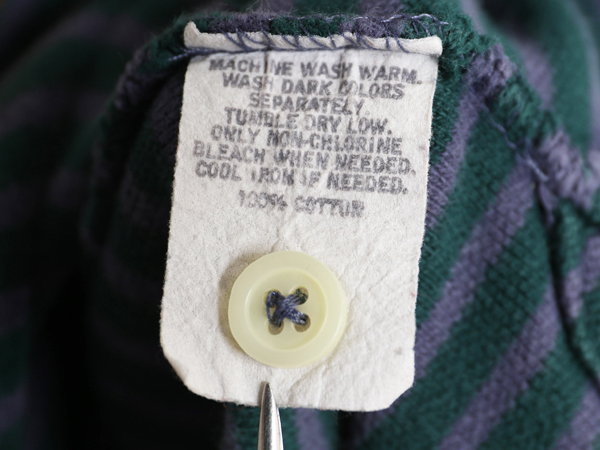 MACHINE WASH WARM.
WASH DARK COLORS
SEPARATELY.
TUMBLE DRY LOW.
ONLY NON-CHLORINE
BLEACH WHEN NEEDED.
COOL IRON IF NEEDED.
100% COTTON